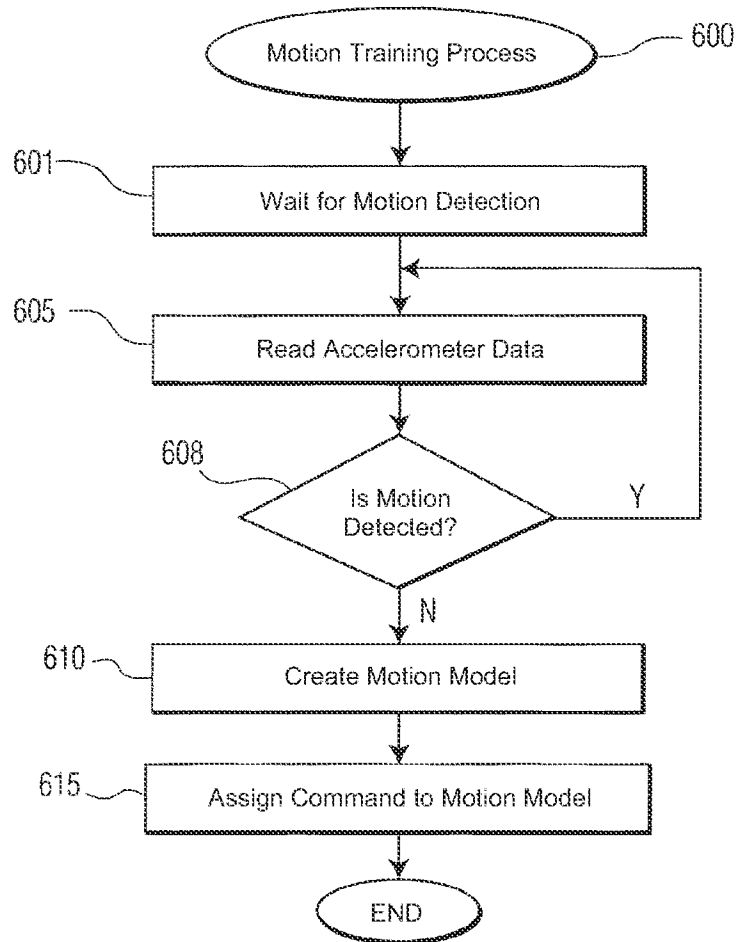 Motion Training Process
600
601
Wait for Motion Detection
605
Read Accelerometer Data
608
Is Motion
Detected?
Y
N
610
Create Motion Model
615
Assign Command to Motion Model
END